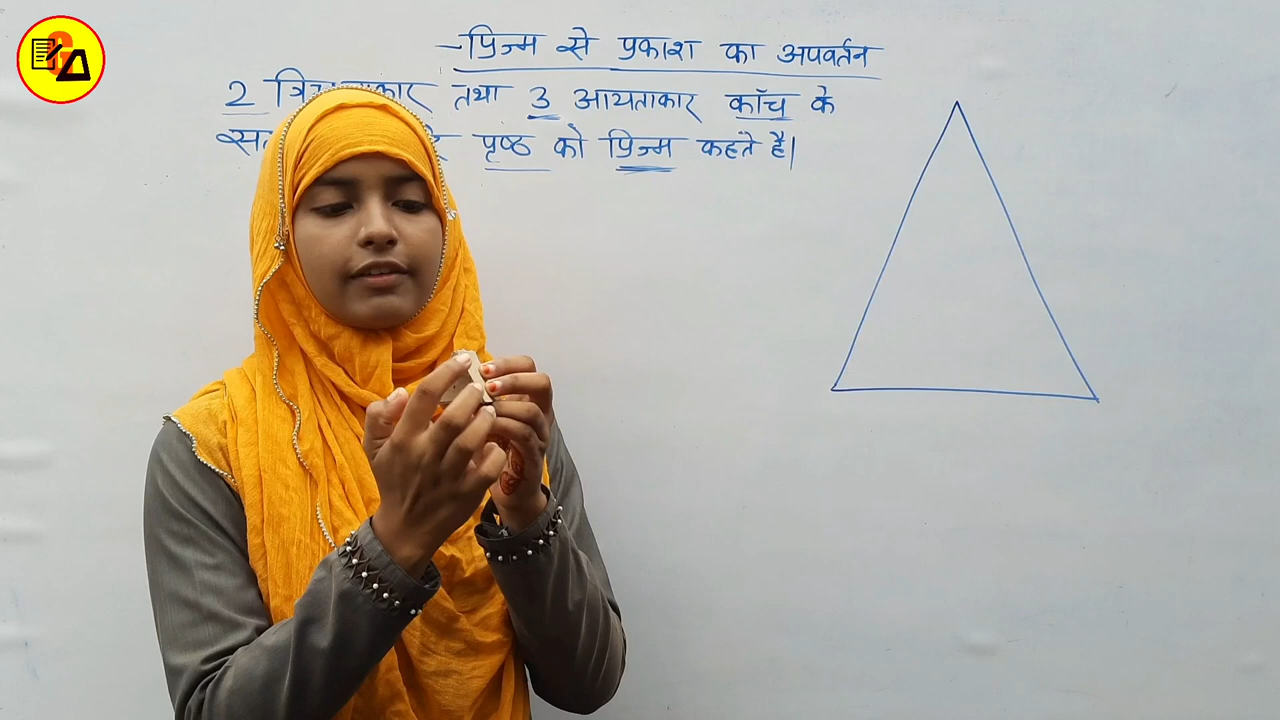 -प्रिज्म से प्रकाश का अपवर्तन
2 तथा 3 आयताकार काँच के
पृष्ठ को प्रिज्म कहते है।